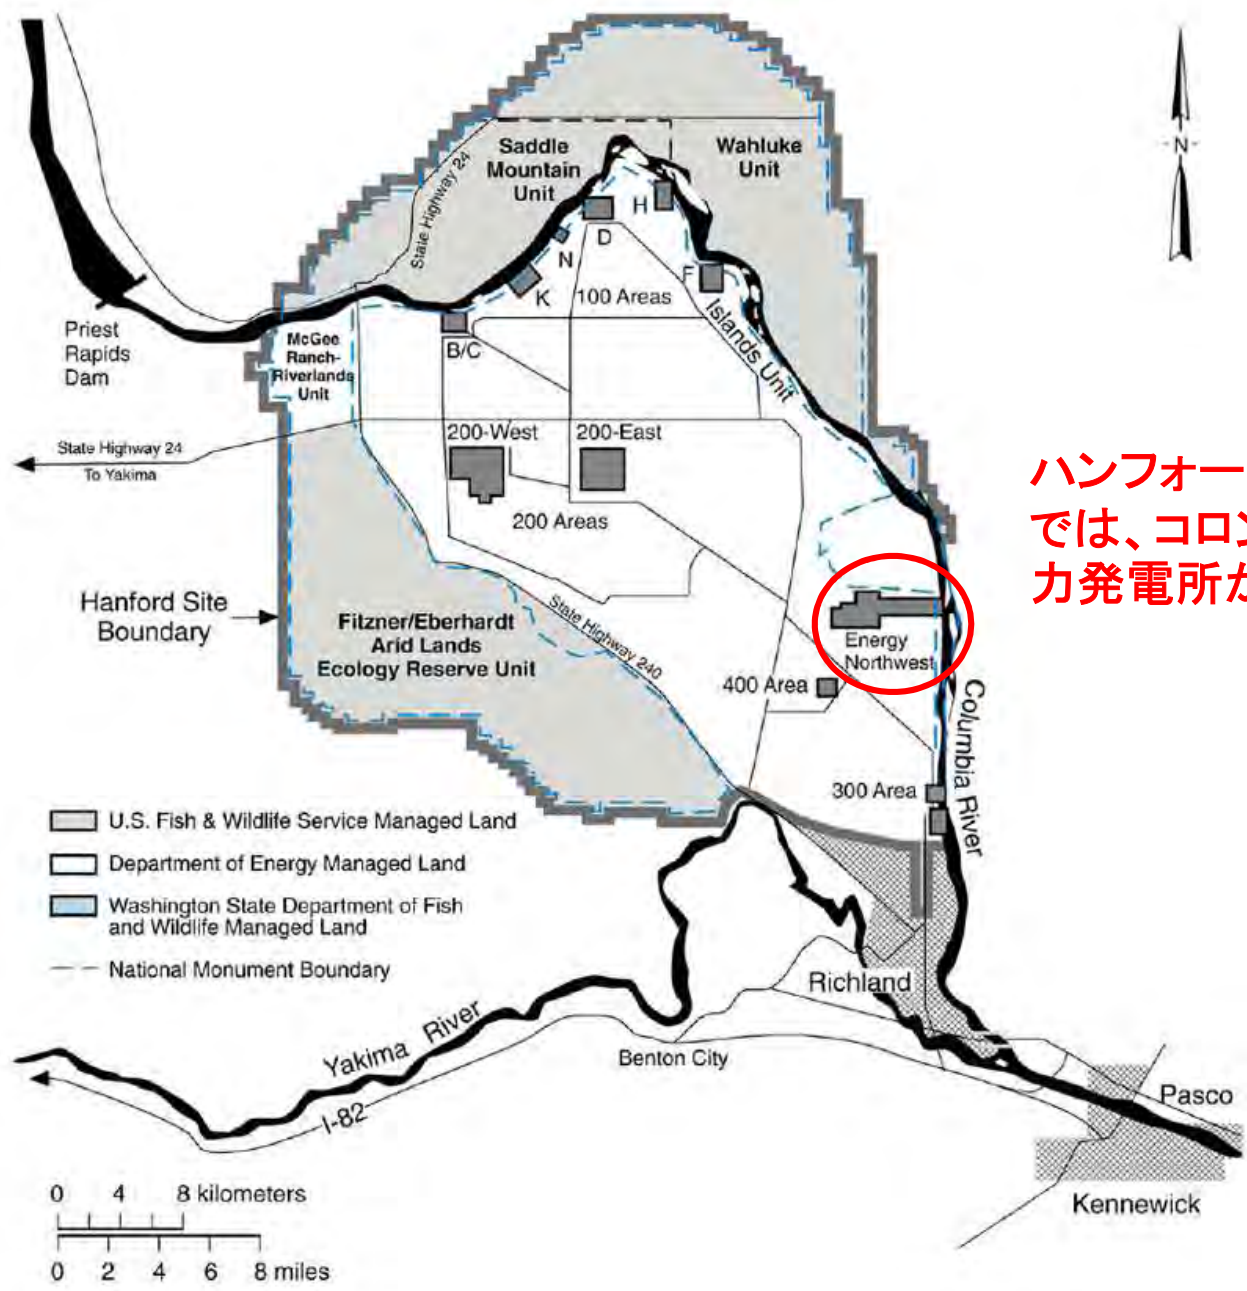 N
Saddle
Mountain
Unit
Wahluke
Unit
State Highway 24
H
D
N
K
F
100 Areas
Islands Unit
B/C
Priest
Rapids
Dam
McGee
Ranch-
Riverlands
Unit
State Highway 24
To Yakima
200-West
200-East
200 Areas
ハンフォー
では、コロン
力発電所が
Hanford Site
Boundary
Fitzner/Eberhardt
Arid Lands
Ecology Reserve Unit
State Highway 240
Energy
Northwest
400 Area
300 Area
Columbia River
U.S. Fish & Wildlife Service Managed Land
Department of Energy Managed Land
Washington State Department of Fish
and Wildlife Managed Land
National Monument Boundary
Richland
Yakima River
Benton City
I-82
Pasco
Kennewick
0 4 8 kilometers
0 2 4 6 8 miles